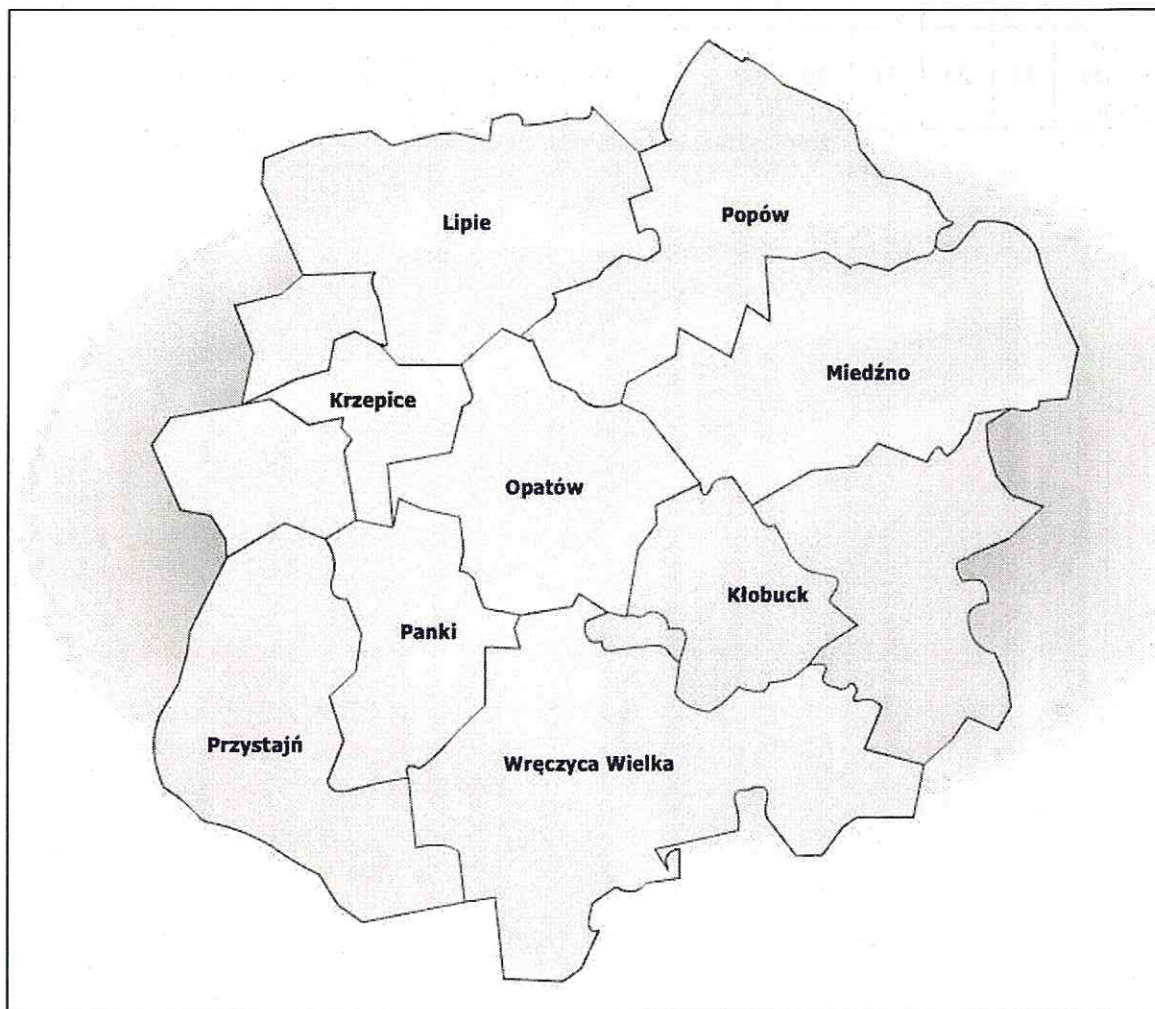 Popów
Lipie
Miedźno
Krzepice
Opatów
Kłobuck
Panki
Przystajń
Wręczyca Wielka